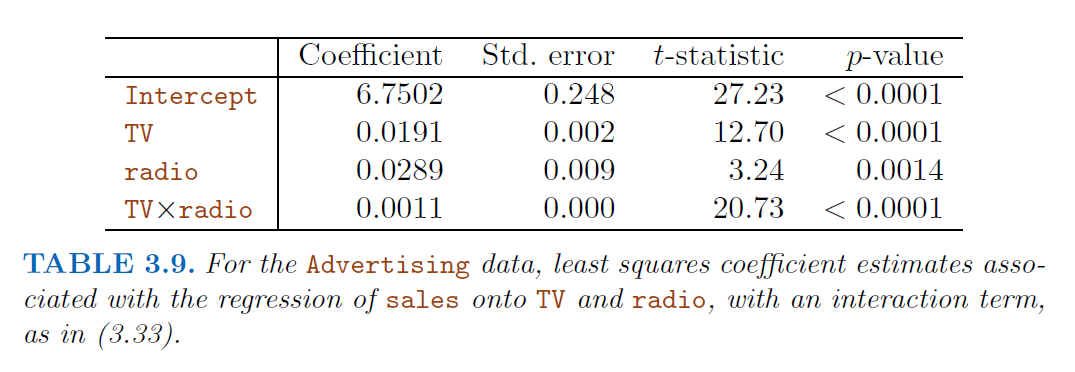 Coefficient Std. error t-statistic p-value
Intercept 6.7502 0.248 27.23 < 0.0001
TV 0.0191 0.002 12.70 < 0.0001
radio 0.0289 0.009 3.24 0.0014
TV×radio 0.0011 0.000 20.73 < 0.0001
TABLE 3.9. For the Advertising data, least squares coefficient estimates asso-
ciated with the regression of sales onto TV and radio, with an interaction term,
as in (3.33).